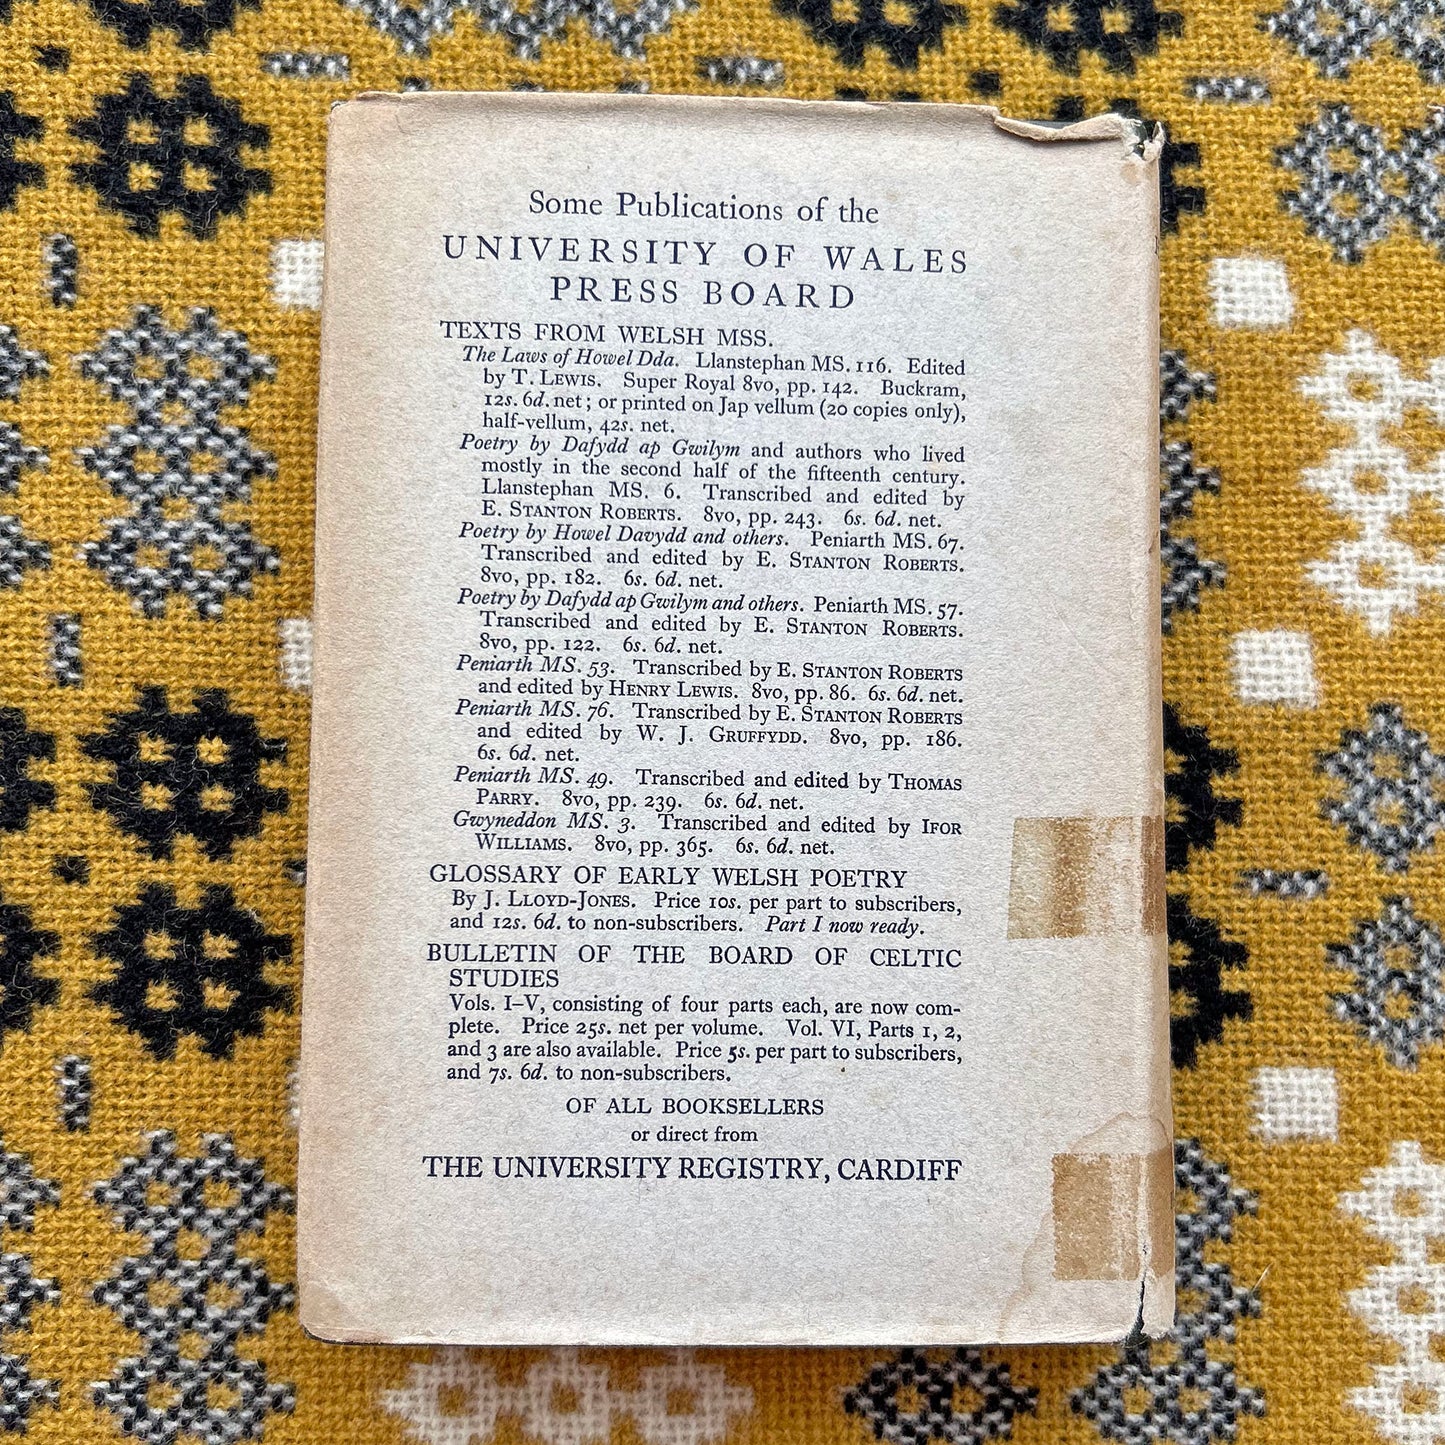 Some Publications of the
UNIVERSITY OF WALES
PRESS BOARD
TEXTS FROM WELSH MSS.
The Laws of Howel Dda. Llanstephan MS. 116. Edited
by T. LEWIS. Super Royal 8vo, pp. 142. Buckram,
12s. 6d. net; or printed on Jap vellum (20 copies only),
half-vellum, 42s. net.
Poetry by Dafydd ap Gwilym and authors who lived
mostly in the second half of the fifteenth century.
Llanstephan MS. 6. Transcribed and edited by
E. STANTON ROBERTS. 8vo, pp. 243. 6s. 6d. net.
Poetry by Howel Davydd and others. Peniarth MS. 67.
Transcribed and edited by E. STANTON ROBERTS.
8vo, pp. 182. 6s. 6d. net.
Poetry by Dafydd ap Gwilym and others. Peniarth MS. 57.
Transcribed and edited by E. STANTON ROBERTS.
8vo, pp. 122. 6s. 6d. net.
Peniarth MS. 53. Transcribed by E. STANTON ROBERTS
and edited by HENRY LEWIS. 8vo, pp. 86. 6s. 6d. net.
Peniarth MS. 76. Transcribed by E. STANTON ROBERTS
and edited by W. J. GRUFFYDD. 8vo, pp. 186.
6s. 6d. net.
Peniarth MS. 49. Transcribed and edited by THOMAS
PARRY. 8vo, pp. 239. 6s. 6d. net.
Gwyneddon MS. 3. Transcribed and edited by IFOR
WILLIAMS. 8vo, pp. 365. 6s. 6d. net.
GLOSSARY OF EARLY WELSH POETRY
By J. LLOYD-JONES. Price 10s. per part to subscribers,
and 12s. 6d. to non-subscribers. Part I now ready.
BULLETIN OF THE BOARD OF CELTIC
STUDIES
Vols. I–V, consisting of four parts each, are now com-
plete. Price 25s. net per volume. Vol. VI, Parts 1, 2,
and 3 are also available. Price 5s. per part to subscribers,
and 7s. 6d. to non-subscribers.
OF ALL BOOKSELLERS
or direct from
THE UNIVERSITY REGISTRY, CARDIFF